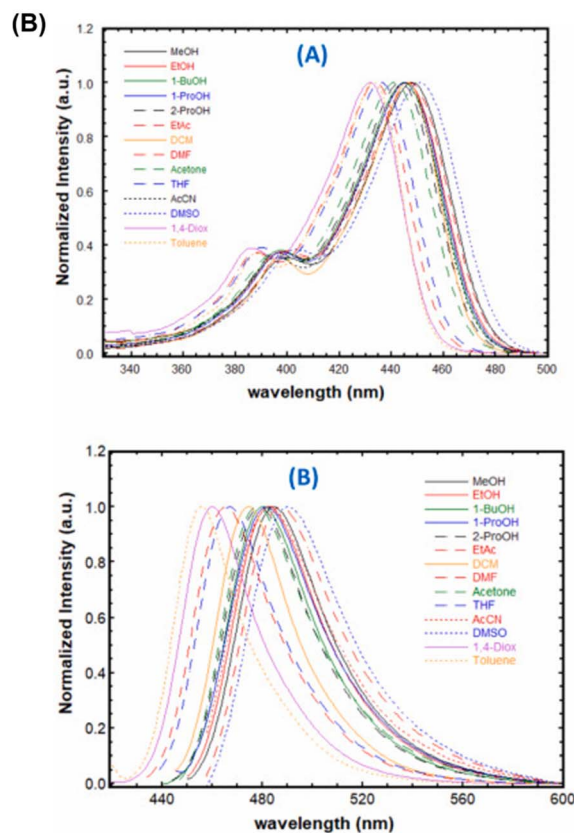 (B)
(A)
Normalized Intensity (a.u.)
1.2
1.0
0.8
0.6
0.4
0.2
0.0
MeOH
EtOH
1-BuOH
1-ProOH
2-ProOH
EtAc
DCM
DMF
Acetone
THF
AcCN
DMSO
1,4-Diox
Toluene
340 360 380 400 420 440 460 480 500
wavelength (nm)
(B)
Normalized Intensity (a.u.)
1.2
1.0
0.8
0.6
0.4
0.2
0.0
MeOH
EtOH
1-BuOH
1-ProOH
2-ProOH
EtAc
DCM
DMF
Acetone
THF
AcCN
DMSO
1,4-Diox
Toluene
440 480 520 560 600
wavelength (nm)